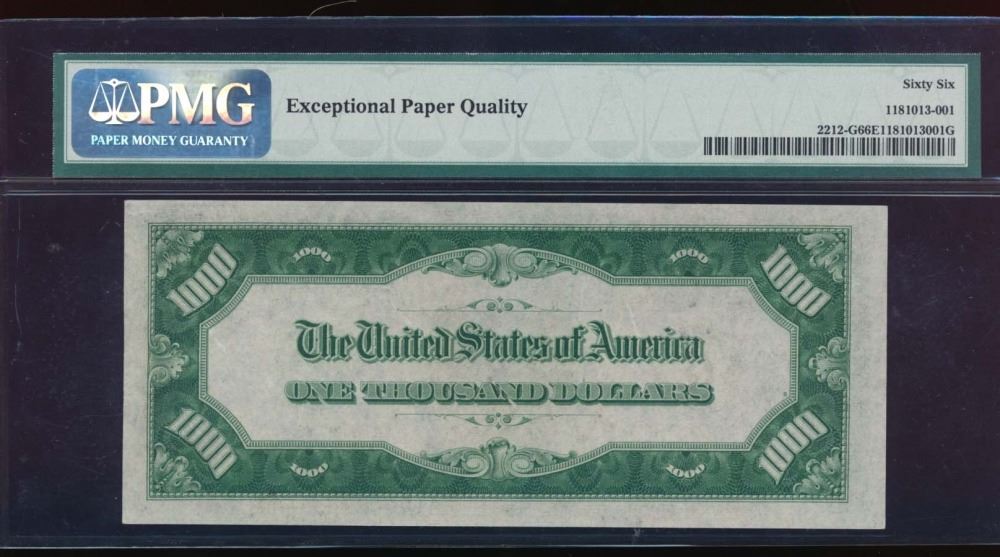 PMG
PAPER MONEY GUARANTY
Exceptional Paper Quality
Sixty Six
1181013-001
2212-G66E1181013001G
1000 1000 1000 1000
The United States of America
ONE THOUSAND DOLLARS
1000 1000 1000 1000